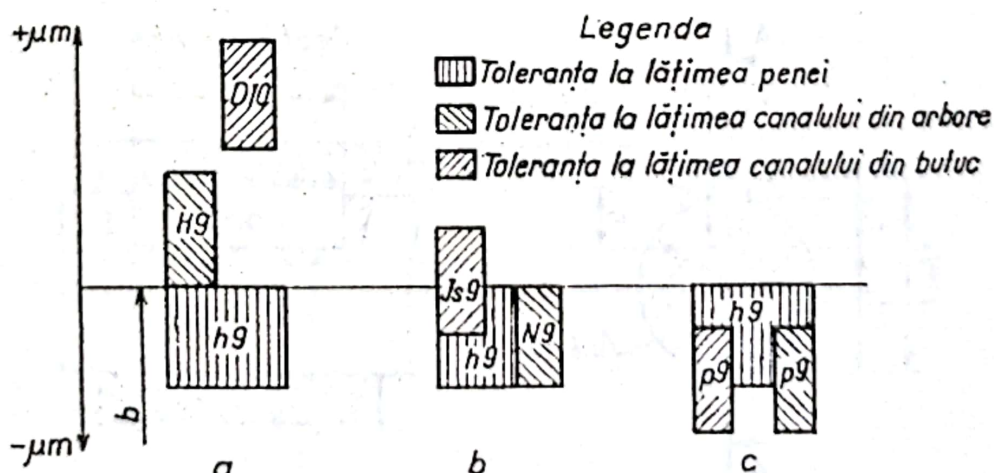 +μm
Legenda
Toleranța la lățimea penei
D10
Toleranța la lățimea canalului din arbore
Toleranța la lățimea canalului din butuc
H9
Js9
h9
h9
N9
h9
p9
p9
b
-μm
a
b
c